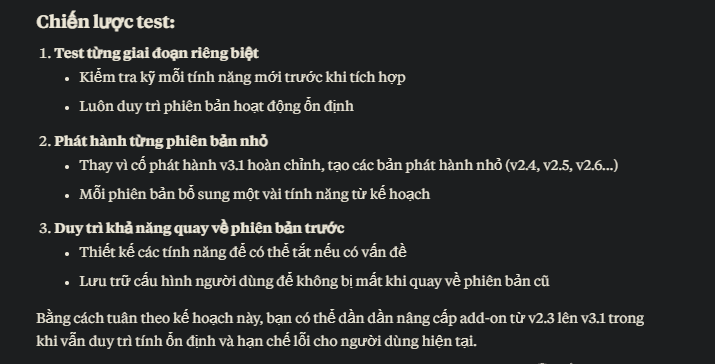 Chiến lược test:
1. Test từng giai đoạn riêng biệt
• Kiểm tra kỹ mỗi tính năng mới trước khi tích hợp
• Luôn duy trì phiên bản hoạt động ổn định
2. Phát hành từng phiên bản nhỏ
• Thay vì cố phát hành v3.1 hoàn chỉnh, tạo các bản phát hành nhỏ (v2.4, v2.5, v2.6...)
• Mỗi phiên bản bổ sung một vài tính năng từ kế hoạch
3. Duy trì khả năng quay về phiên bản trước
• Thiết kế các tính năng để có thể tắt nếu có vấn đề
• Lưu trữ cấu hình người dùng để không bị mất khi quay về phiên bản cũ
Bằng cách tuân theo kế hoạch này, bạn có thể dần dần nâng cấp add-on từ v2.3 lên v3.1 trong
khi vẫn duy trì tính ổn định và hạn chế lỗi cho người dùng hiện tại.